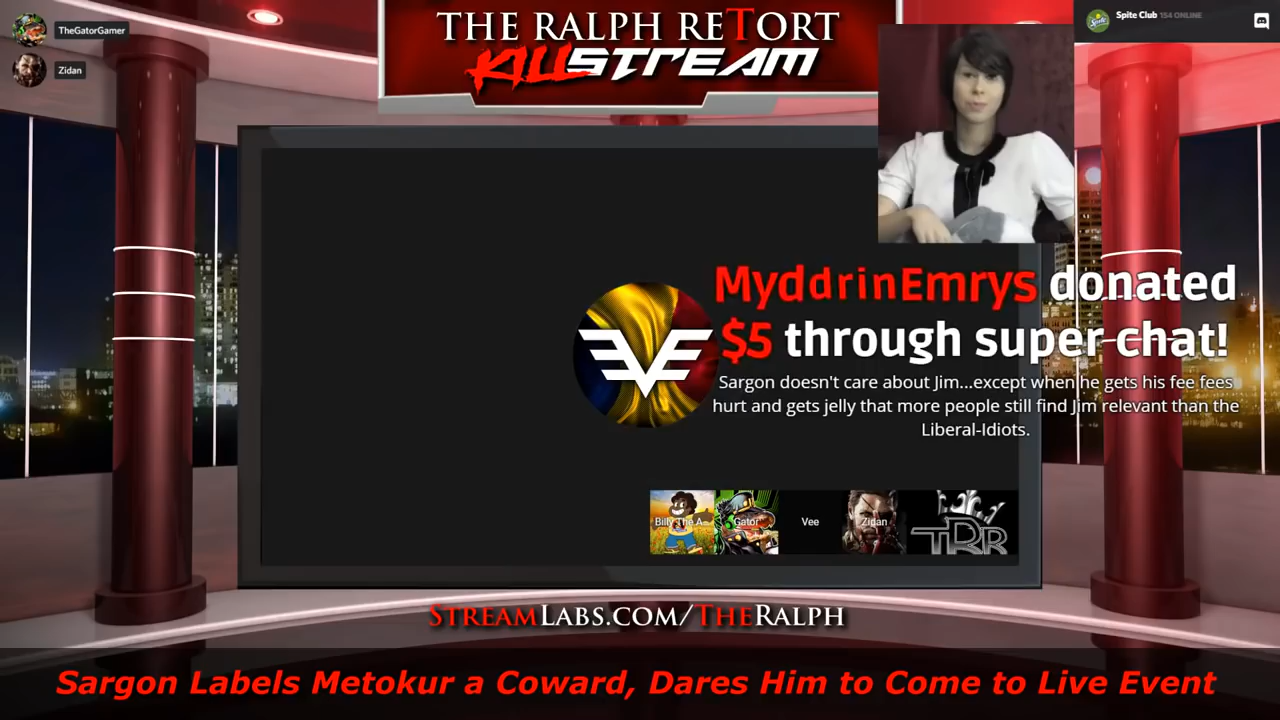 TheGatorGamer
Zidan
THE RALPH RETORT
KILLSTREAM
Spite Club 154 ONLINE
MyddrinEmrys donated
$5 through super chat!
Sargon doesn't care about Jim...except when he gets his fee fees
hurt and gets jelly that more people still find Jim relevant than the
Liberal-Idiots.
Billy The A-
Gator
Vee
Zidan
TRR
STREAMLABS.COM/THERALPH
Sargon Labels Metokur a Coward, Dares Him to Come to Live Event